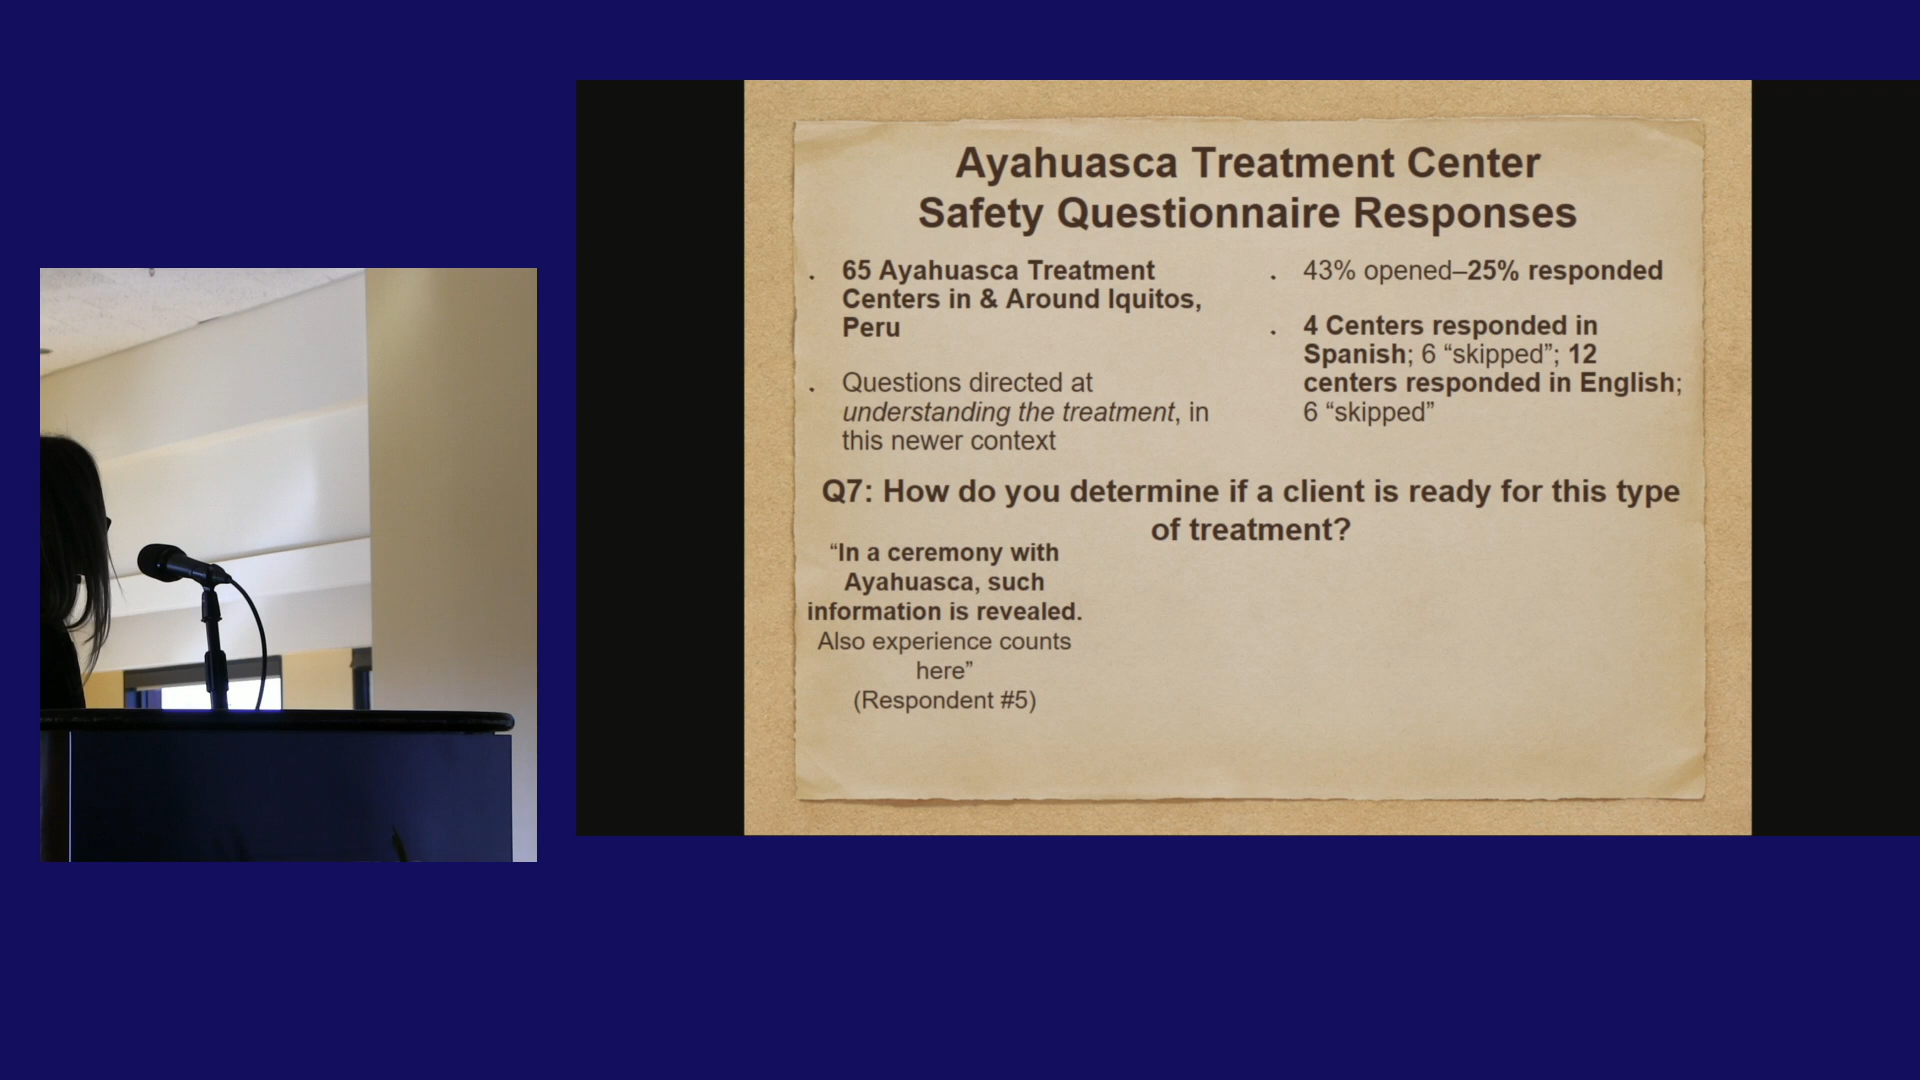 Ayahuasca Treatment Center
Safety Questionnaire Responses
. 65 Ayahuasca Treatment
Centers in & Around Iquitos,
Peru
. Questions directed at
understanding the treatment, in
this newer context
. 43% opened–25% responded
. 4 Centers responded in
Spanish; 6 “skipped”; 12
centers responded in English;
6 “skipped”
Q7: How do you determine if a client is ready for this type
of treatment?
“In a ceremony with
Ayahuasca, such
information is revealed.
Also experience counts
here”
(Respondent #5)